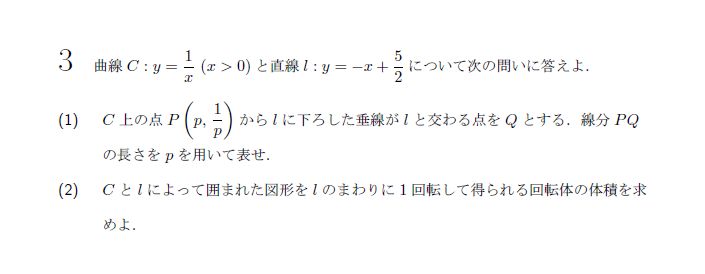 3 曲線 C : y = 1/x (x > 0) と直線 l : y = −x + 5/2 について次の問いに答えよ．
(1) C 上の点 P(p, 1/p) から l に下ろした垂線が l と交わる点を Q とする．線分 PQ
の長さを p を用いて表せ．
(2) C と l によって囲まれた図形を l のまわりに 1 回転して得られる回転体の体積を求
めよ．